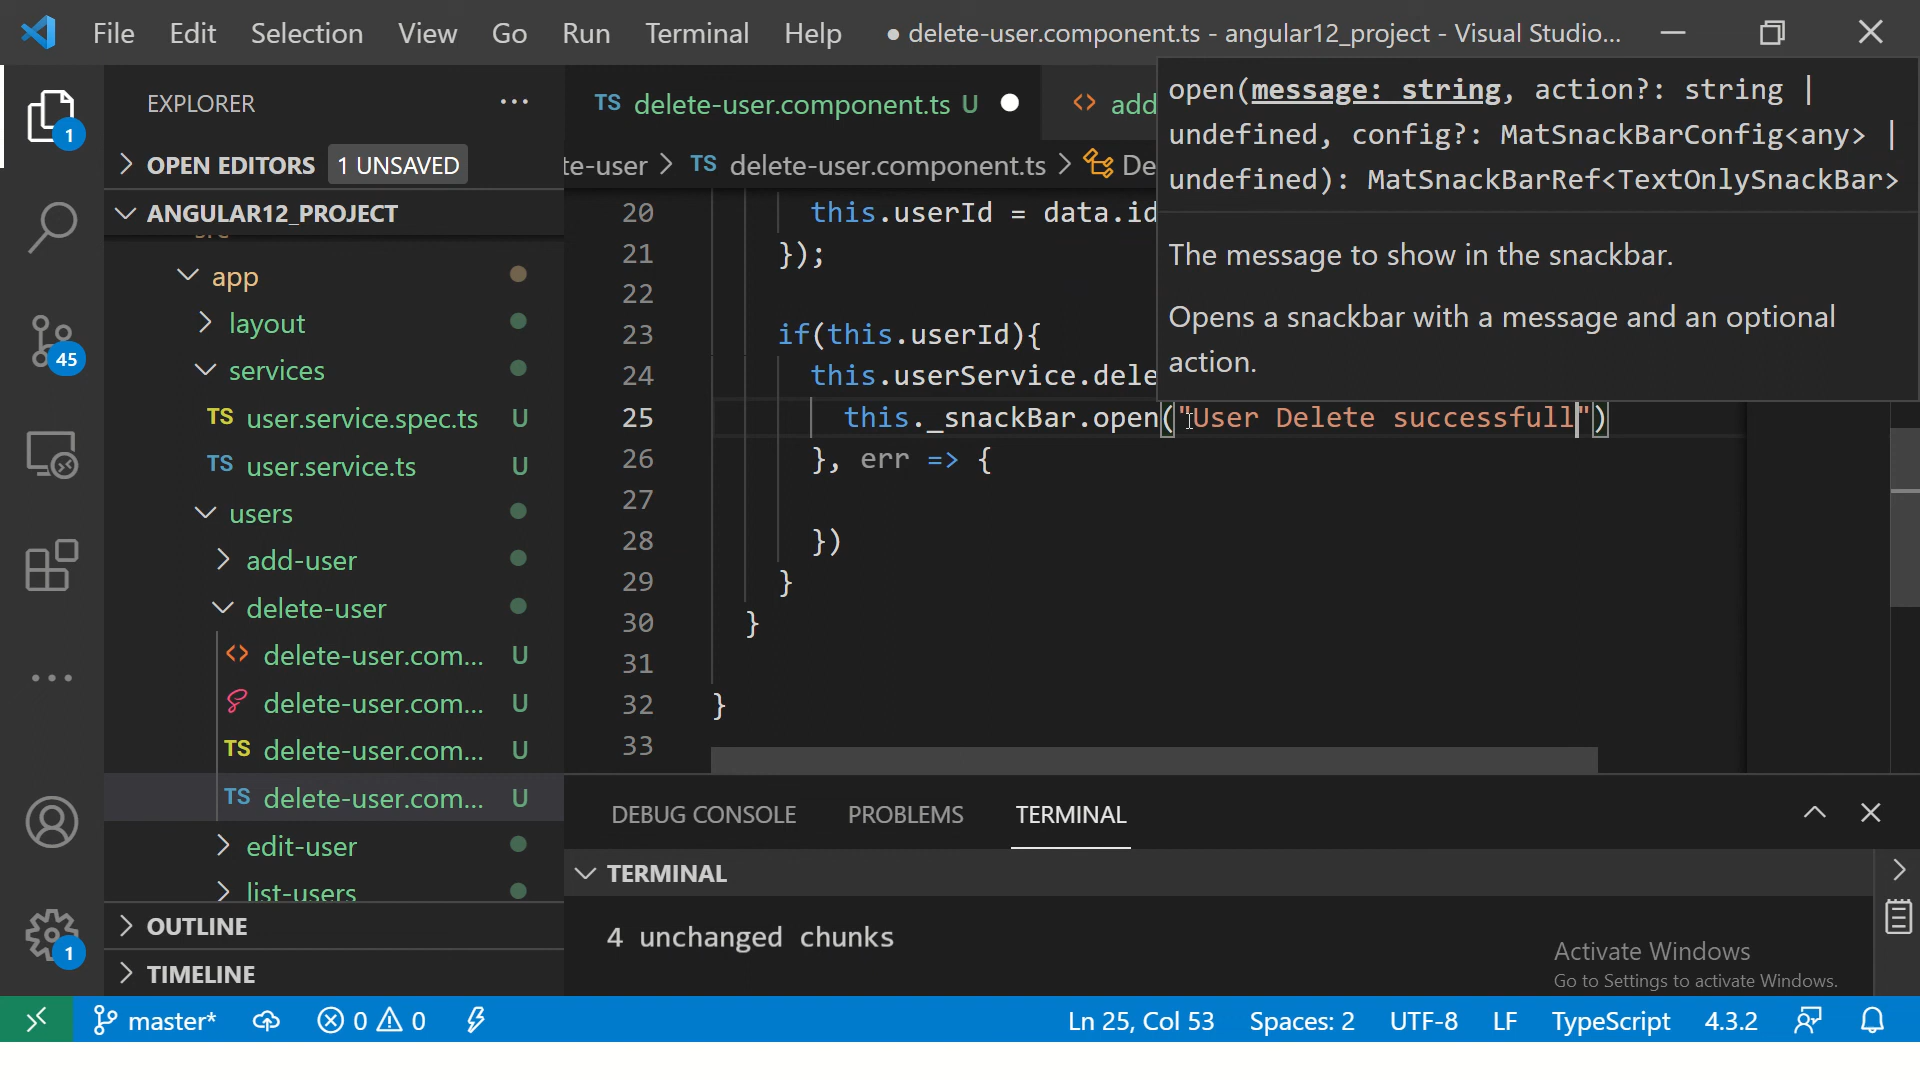 File Edit Selection View Go Run Terminal Help ● delete-user.component.ts - angular12_project - Visual Studio...
EXPLORER ...
TS delete-user.component.ts U ● <> add
1
OPEN EDITORS 1 UNSAVED
te-user > TS delete-user.component.ts > De
ANGULAR12_PROJECT
src
app
layout
services
TS user.service.spec.ts U
TS user.service.ts U
users
add-user
delete-user
<> delete-user.com... U
delete-user.com... U
TS delete-user.com... U
TS delete-user.com... U
edit-user
list-users
OUTLINE
TIMELINE
45
1
open(message: string, action?: string |
undefined, config?: MatSnackBarConfig<any> |
undefined): MatSnackBarRef<TextOnlySnackBar>
The message to show in the snackbar.
Opens a snackbar with a message and an optional
action.
20 this.userId = data.id
21 });
22
23 if(this.userId){
24 this.userService.dele
25 this._snackBar.open("User Delete successfull")
26 }, err => {
27
28 })
29 }
30 }
31
32 }
33
DEBUG CONSOLE PROBLEMS TERMINAL
TERMINAL
4 unchanged chunks
Activate Windows
Go to Settings to activate Windows.
master* 0 0 Ln 25, Col 53 Spaces: 2 UTF-8 LF TypeScript 4.3.2